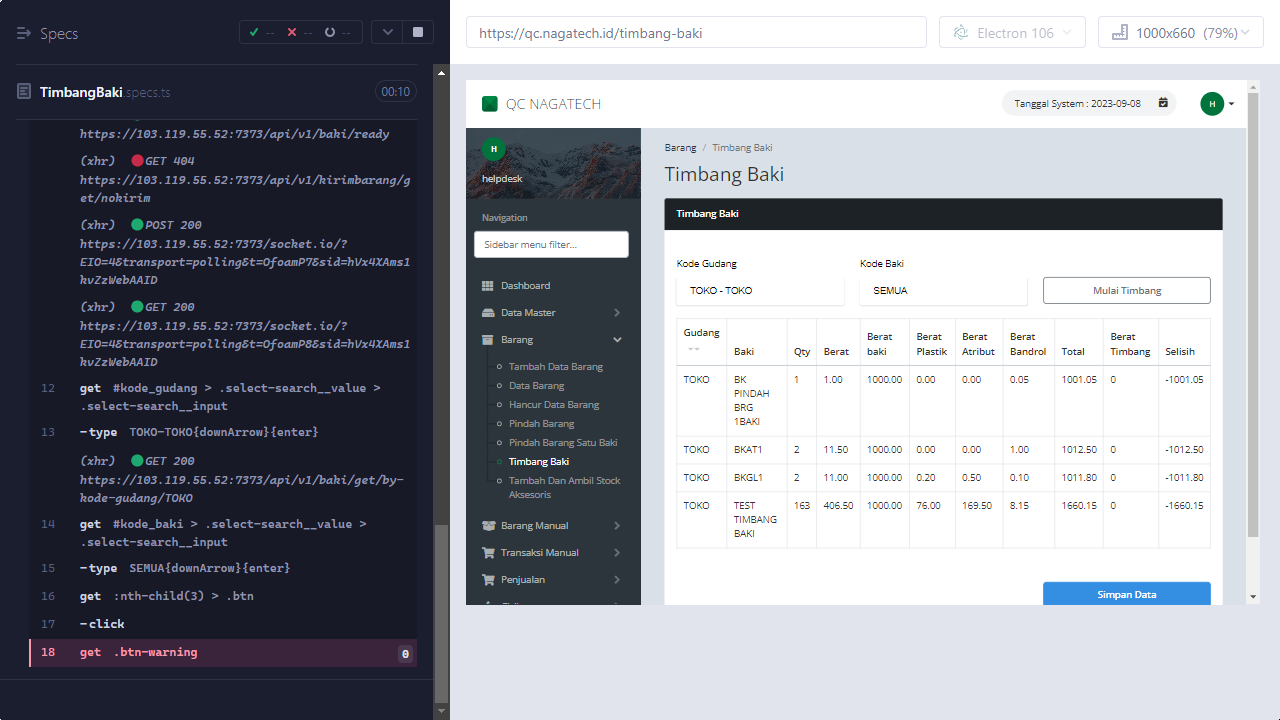 Specs
--
--
--
TimbangBaki.specs.ts
00:10
https://103.119.55.52:7373/api/v1/baki/ready
(xhr) GET 404
https://103.119.55.52:7373/api/v1/kirimbarang/g
et/nokirim
(xhr) POST 200
https://103.119.55.52:7373/socket.io/?
EIO=4&transport=polling&t=OfoamP7&sid=hVx4XAms1
kvZzWebAAID
(xhr) GET 200
https://103.119.55.52:7373/socket.io/?
EIO=4&transport=polling&t=OfoamP8&sid=hVx4XAms1
kvZzWebAAID
12 get #kode_gudang > .select-search__value >
.select-search__input
13 -type TOKO-TOKO{downArrow}{enter}
(xhr) GET 200
https://103.119.55.52:7373/api/v1/baki/get/by-
kode-gudang/TOKO
14 get #kode_baki > .select-search__value >
.select-search__input
15 -type SEMUA{downArrow}{enter}
16 get :nth-child(3) > .btn
17 -click
18 get .btn-warning 0
https://qc.nagatech.id/timbang-baki
Electron 106
1000x660 (79%)
QC NAGATECH
Tanggal System : 2023-09-08
H
H
helpdesk
Navigation
Sidebar menu filter...
Dashboard
Data Master
Barang
Tambah Data Barang
Data Barang
Hancur Data Barang
Pindah Barang
Pindah Barang Satu Baki
Timbang Baki
Tambah Dan Ambil Stock
Aksesoris
Barang Manual
Transaksi Manual
Penjualan
Barang / Timbang Baki
Timbang Baki
Timbang Baki
Kode Gudang Kode Baki
TOKO - TOKO SEMUA Mulai Timbang
Gudang Baki Qty Berat Berat baki Berat Plastik Berat Atribut Berat Bandrol Total Berat Timbang Selisih
TOKO BK PINDAH BRG 1BAKI 1 1.00 1000.00 0.00 0.00 0.05 1001.05 0 -1001.05
TOKO BKAT1 2 11.50 1000.00 0.00 0.00 1.00 1012.50 0 -1012.50
TOKO BKGL1 2 11.00 1000.00 0.20 0.50 0.10 1011.80 0 -1011.80
TOKO TEST TIMBANG BAKI 163 406.50 1000.00 76.00 169.50 8.15 1660.15 0 -1660.15
Simpan Data